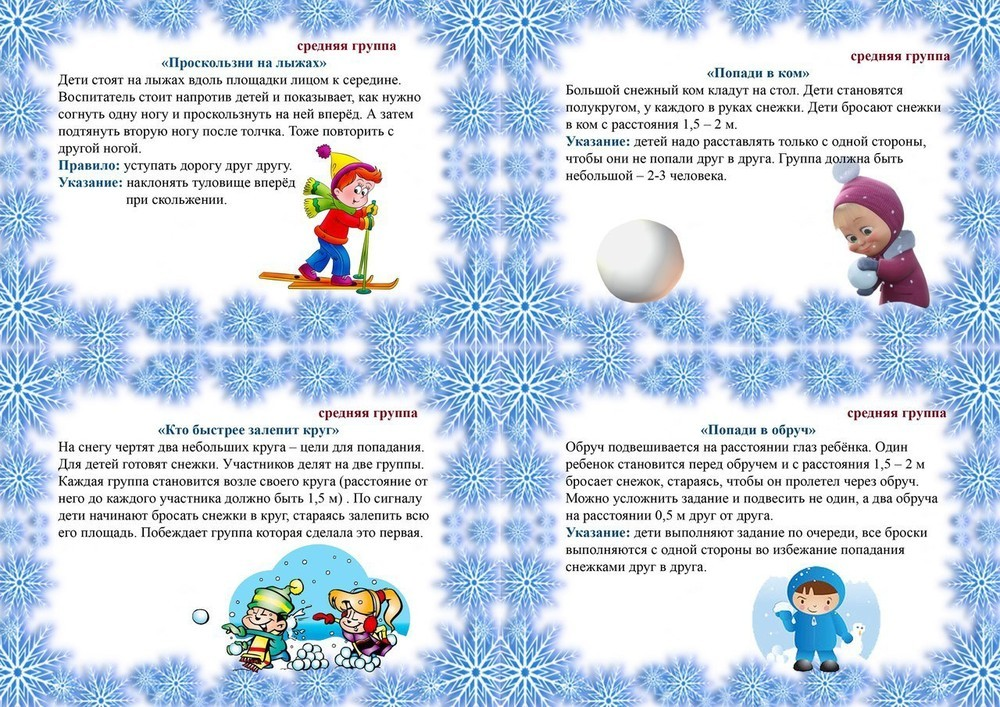 средняя группа
«Проскользни на лыжах»
Дети стоят на лыжах вдоль площадки лицом к середине.
Воспитатель стоит напротив детей и показывает, как нужно
согнуть одну ногу и проскользнуть на ней вперёд. А затем
подтянуть вторую ногу после толчка. Тоже повторить с
другой ногой.
Правило: уступать дорогу друг другу.
Указание: наклонять туловище вперёд
при скольжении.
средняя группа
«Попади в ком»
Большой снежный ком кладут на стол. Дети становятся
полукругом, у каждого в руках снежки. Дети бросают снежки
в ком с расстояния 1,5 – 2 м.
Указание: детей надо расставлять только с одной стороны,
чтобы они не попали друг в друга. Группа должна быть
небольшой – 2-3 человека.
средняя группа
«Кто быстрее залепит круг»
На снегу чертят два небольших круга – цели для попадания.
Для детей готовят снежки. Участников делят на две группы.
Каждая группа становится возле своего круга (расстояние от
него до каждого участника должно быть 1,5 м) . По сигналу
дети начинают бросать снежки в круг, стараясь залепить всю
его площадь. Побеждает группа которая сделала это первая.
средняя группа
«Попади в обруч»
Обруч подвешивается на расстоянии глаз ребёнка. Один
ребенок становится перед обручем и с расстояния 1,5 – 2 м
бросает снежок, стараясь, чтобы он пролетел через обруч.
Можно усложнить задание и подвесить не один, а два обруча
на расстоянии 0,5 м друг от друга.
Указание: дети выполняют задание по очереди, все броски
выполняются с одной стороны во избежание попадания
снежками друг в друга.